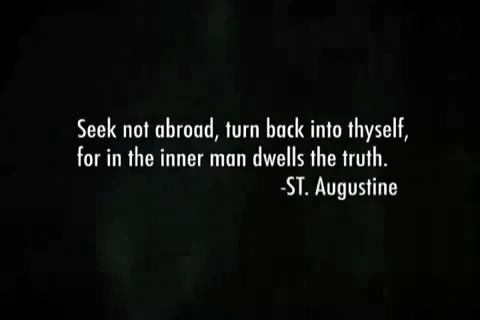 Seek not abroad, turn back into thyself,
for in the inner man dwells the truth.
-ST. Augustine